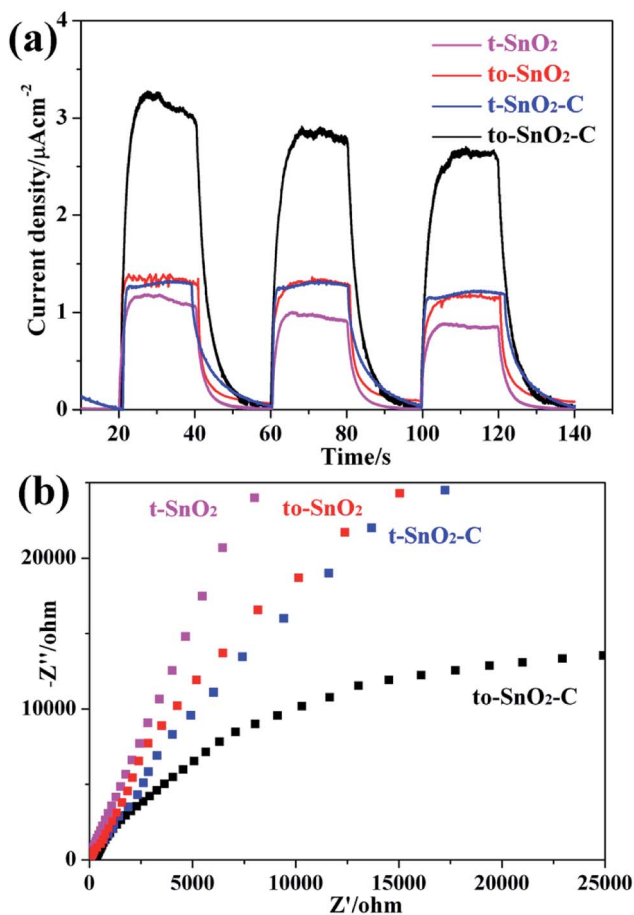 (a)
t-SnO₂
to-SnO₂
t-SnO₂-C
to-SnO₂-C
Current density/μAcm⁻²
4
3
2
1
0
20 40 60 80 100 120 140
Time/s
(b)
t-SnO₂
to-SnO₂
t-SnO₂-C
to-SnO₂-C
-Z''/ohm
20000
10000
0
0 5000 10000 15000 20000 25000
Z'/ohm